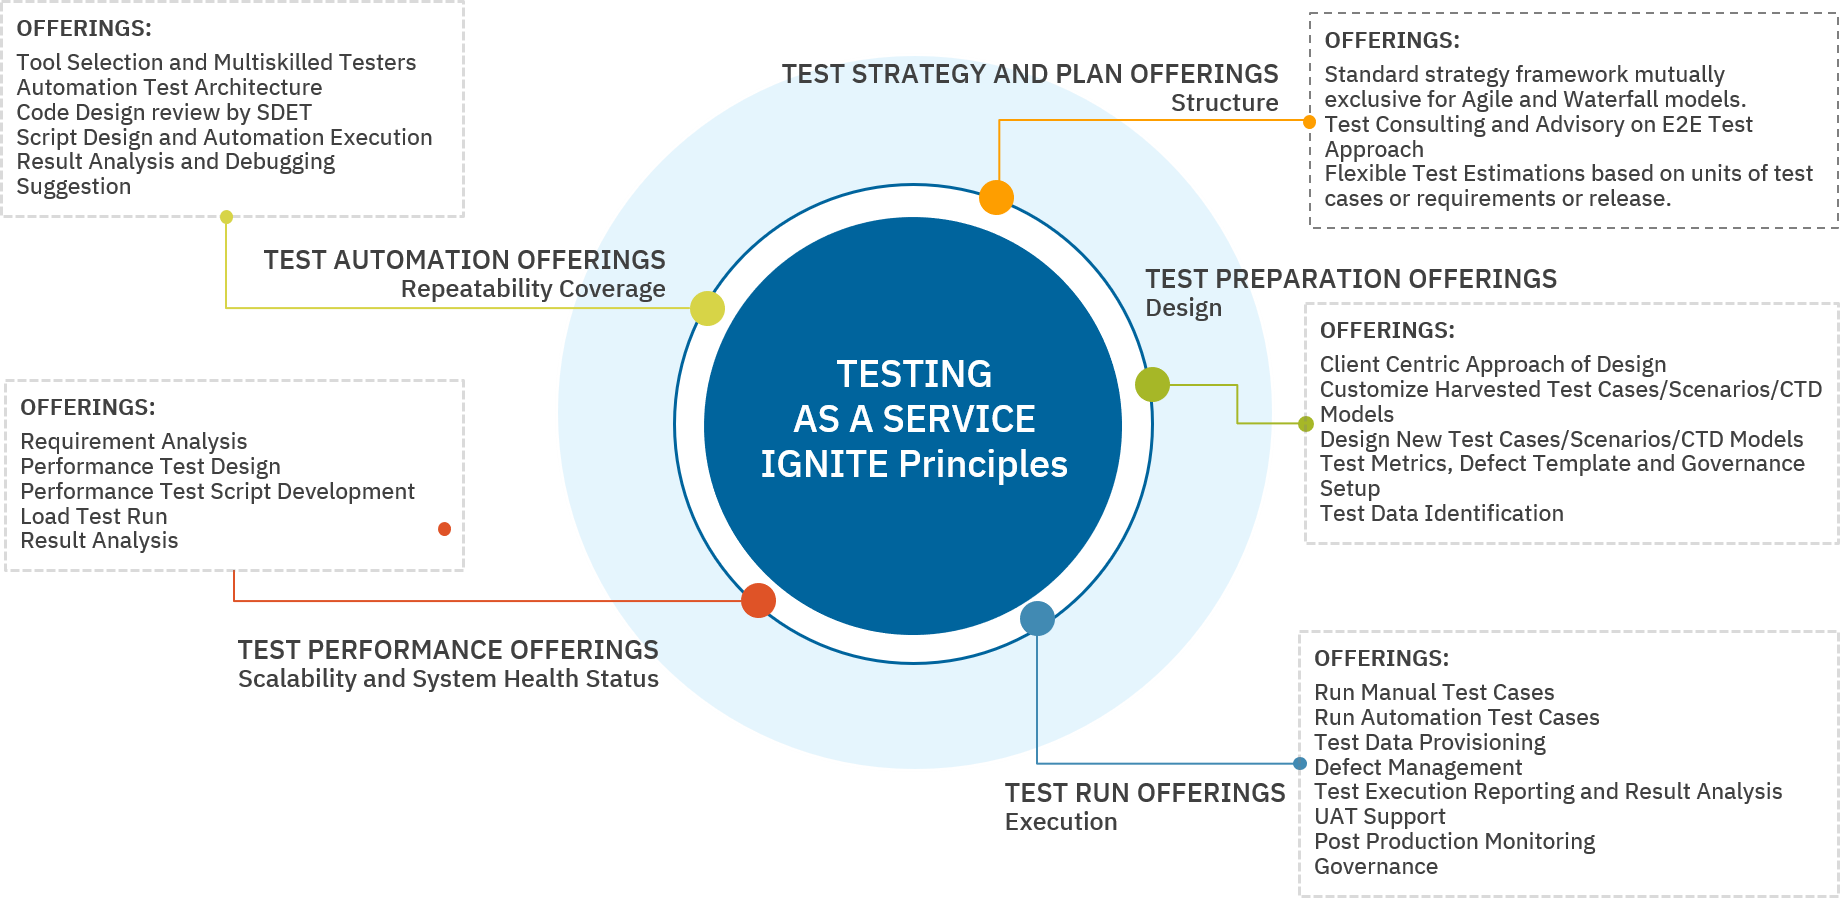 OFFERINGS:
Tool Selection and Multiskilled Testers
Automation Test Architecture
Code Design review by SDET
Script Design and Automation Execution
Result Analysis and Debugging
Suggestion
TEST AUTOMATION OFFERINGS
Repeatability Coverage
OFFERINGS:
Requirement Analysis
Performance Test Design
Performance Test Script Development
Load Test Run
Result Analysis
TEST PERFORMANCE OFFERINGS
Scalability and System Health Status
TESTING
AS A SERVICE
IGNITE Principles
TEST STRATEGY AND PLAN OFFERINGS
Structure
OFFERINGS:
Standard strategy framework mutually
exclusive for Agile and Waterfall models.
Test Consulting and Advisory on E2E Test
Approach
Flexible Test Estimations based on units of test
cases or requirements or release.
TEST PREPARATION OFFERINGS
Design
OFFERINGS:
Client Centric Approach of Design
Customize Harvested Test Cases/Scenarios/CTD
Models
Design New Test Cases/Scenarios/CTD Models
Test Metrics, Defect Template and Governance
Setup
Test Data Identification
TEST RUN OFFERINGS
Execution
OFFERINGS:
Run Manual Test Cases
Run Automation Test Cases
Test Data Provisioning
Defect Management
Test Execution Reporting and Result Analysis
UAT Support
Post Production Monitoring
Governance